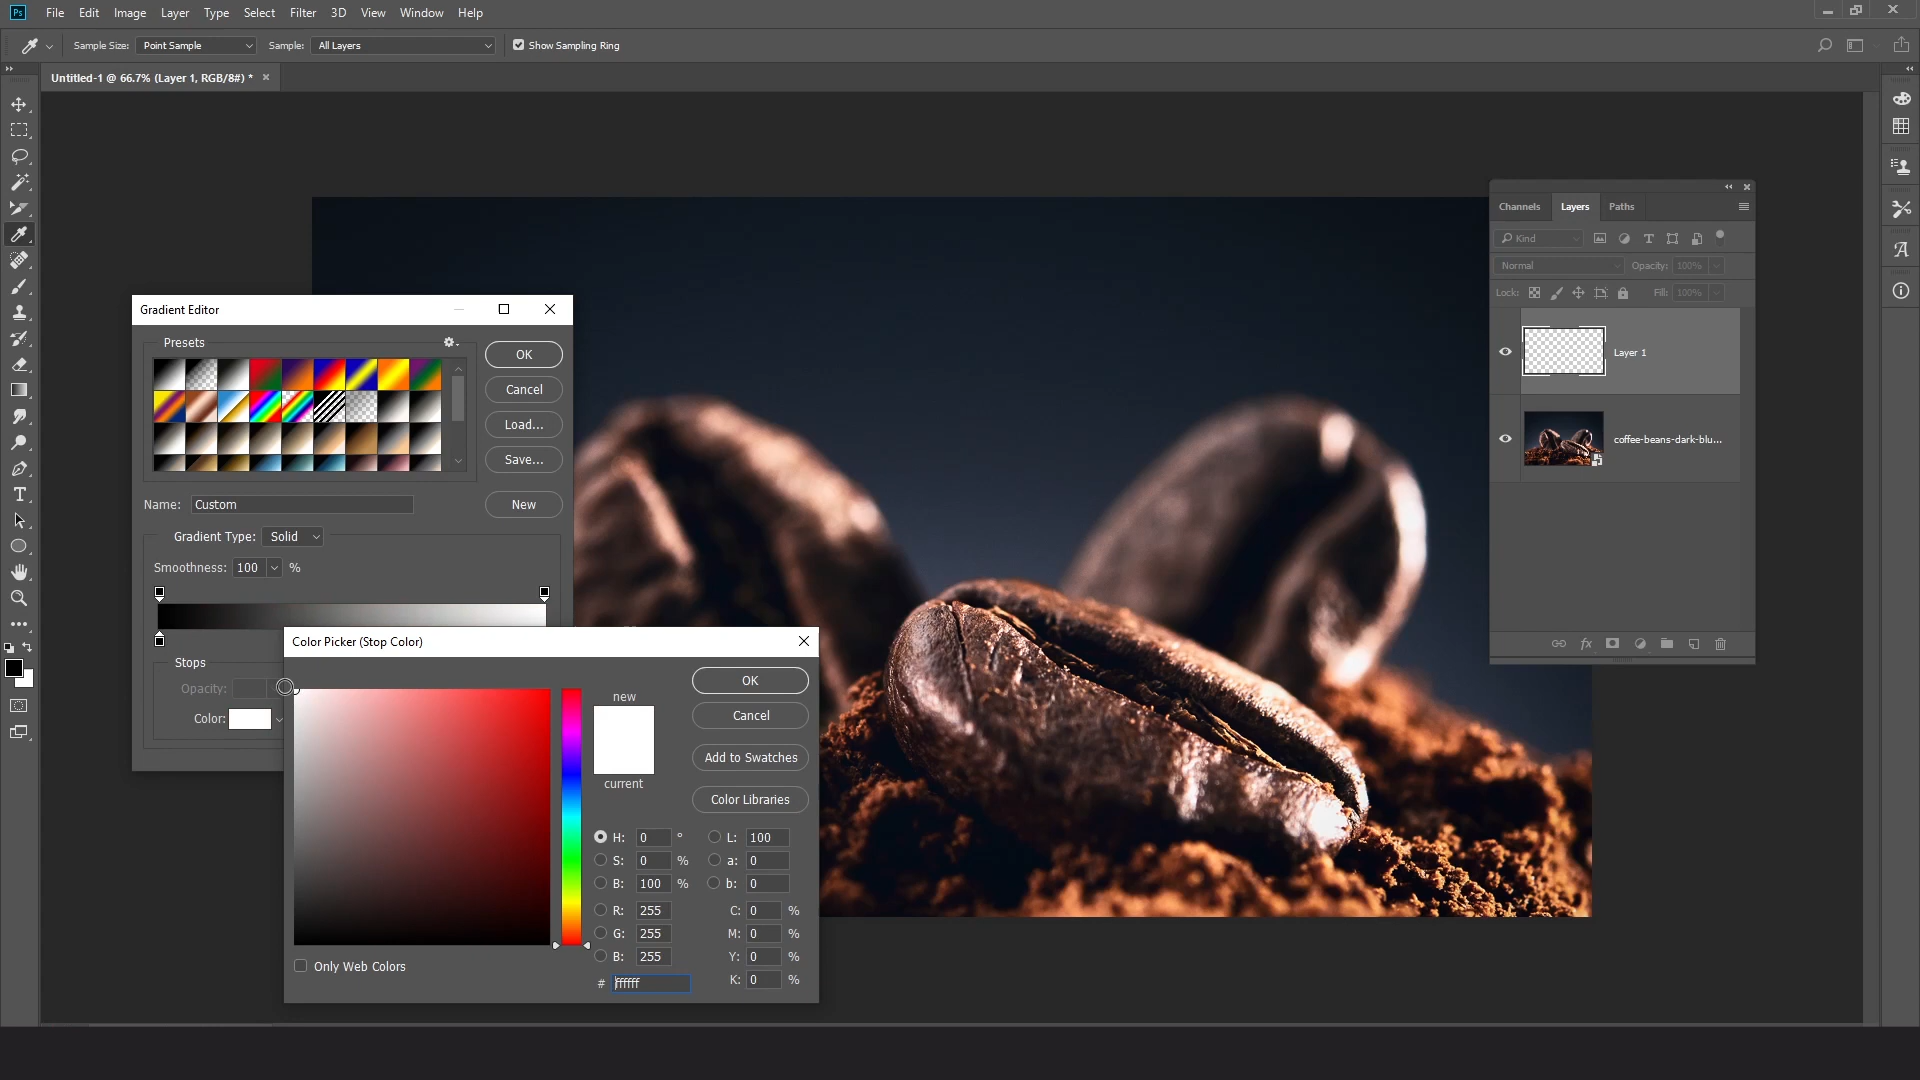 Ps File Edit Image Layer Type Select Filter 3D View Window Help
Sample Size: Point Sample Sample: All Layers Show Sampling Ring
Untitled-1 @ 66.7% (Layer 1, RGB/8#) *
Channels Layers Paths
Kind
Normal Opacity: 100%
Lock: Fill: 100%
Layer 1
coffee-beans-dark-blu...
fx
Gradient Editor
Presets
OK
Cancel
Load...
Save...
Name: Custom
New
Gradient Type: Solid
Smoothness: 100 %
Stops
Opacity:
Color:
Color Picker (Stop Color)
new
current
OK
Cancel
Add to Swatches
Color Libraries
H: 0 ° L: 100
S: 0 % a: 0
B: 100 % b: 0
R: 255 C: 0 %
G: 255 M: 0 %
B: 255 Y: 0 %
# ffffff K: 0 %
Only Web Colors